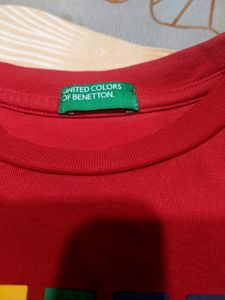 UNITED COLORS
OF BENETTON.